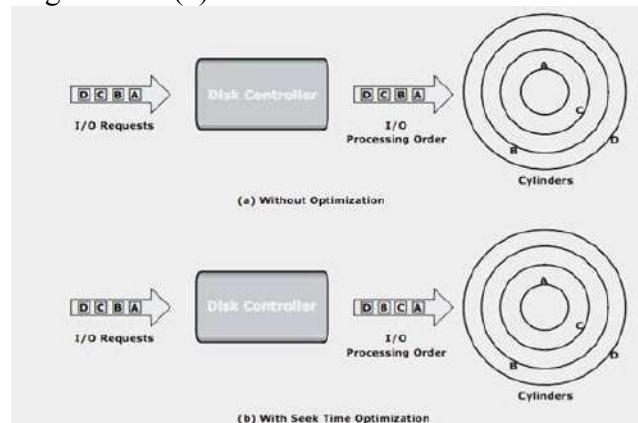 A
D C B A
Disk Controller
D C B A
C
I/O Requests
I/O
Processing Order
B
D
Cylinders
(a) Without Optimization
A
D C B A
Disk Controller
D B C A
C
I/O Requests
I/O
Processing Order
B
D
Cylinders
(b) With Seek Time Optimization